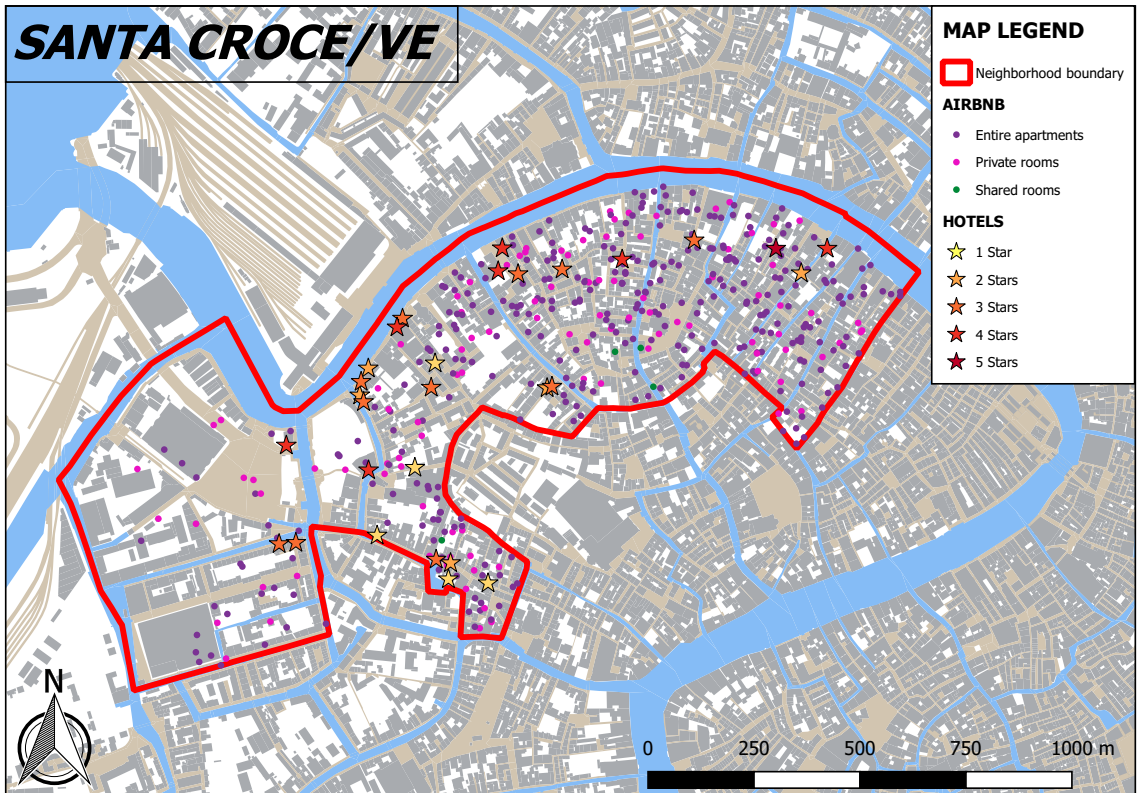 SANTA CROCE/VE
MAP LEGEND
Neighborhood boundary
AIRBNB
Entire apartments
Private rooms
Shared rooms
HOTELS
1 Star
2 Stars
3 Stars
4 Stars
5 Stars
N
0 250 500 750 1000 m